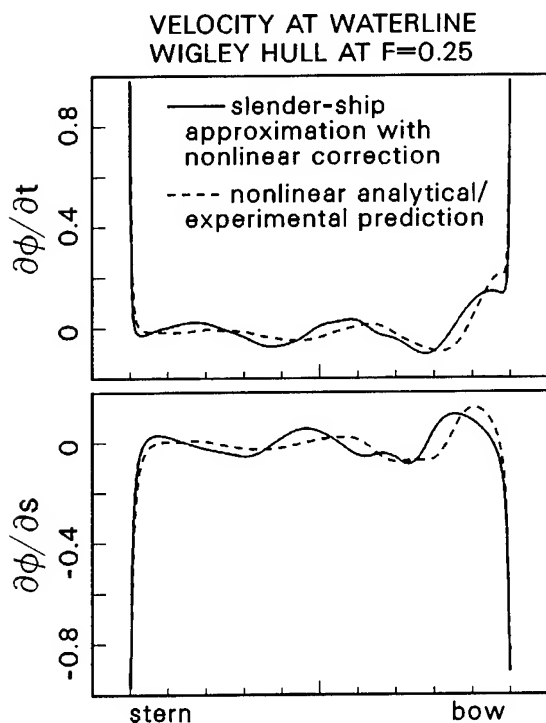 VELOCITY AT WATERLINE
WIGLEY HULL AT F=0.25
slender-ship
approximation with
nonlinear correction
nonlinear analytical/
experimental prediction
∂ϕ/∂t
0.8
0.4
0
∂ϕ/∂s
0
-0.4
-0.8
stern
bow